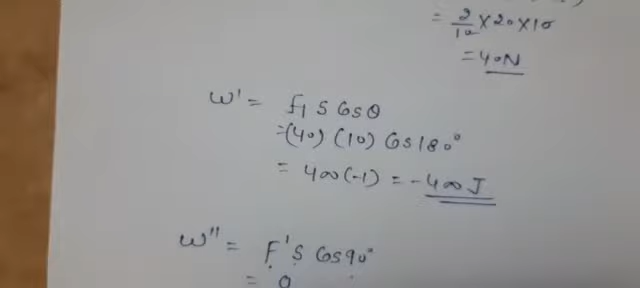 = 2/10 × 20 × 10
= 40N
W' = f1 S Cos θ
= (40) (10) Cos 180°
= 400 (-1) = -400 J
W'' = F' S Cos 90°
= 0